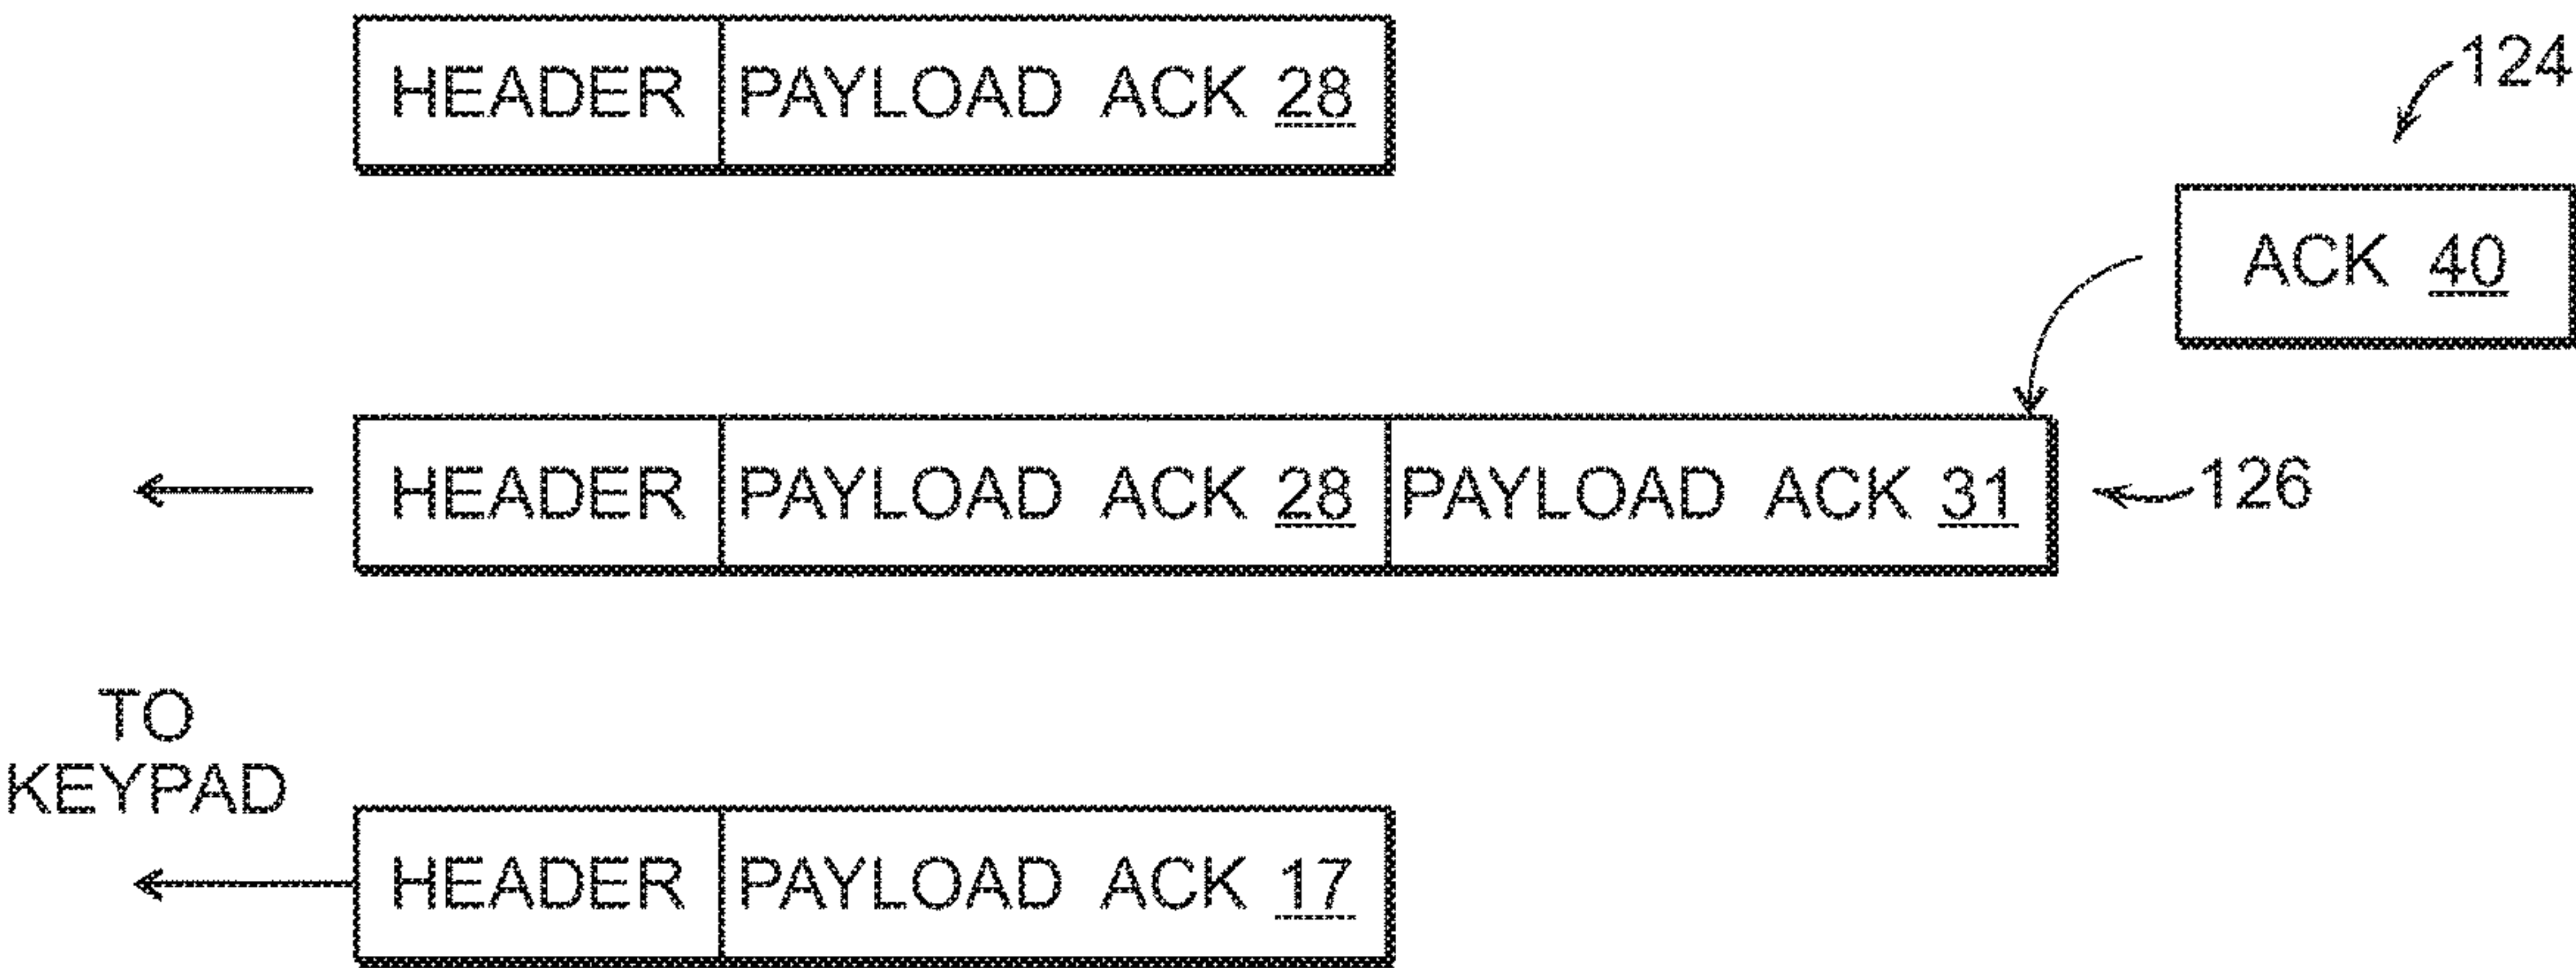 HEADER PAYLOAD ACK 28
124
ACK 40
HEADER PAYLOAD ACK 28 PAYLOAD ACK 31
126
TO
KEYPAD
HEADER PAYLOAD ACK 17